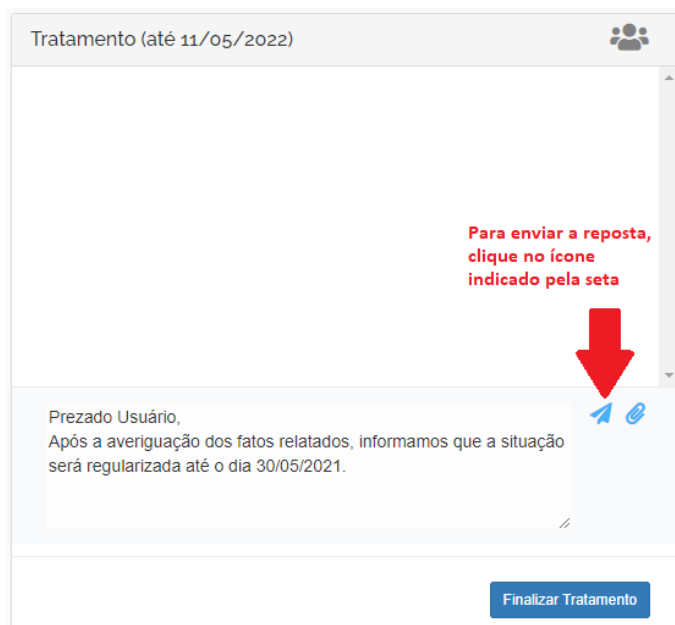 Tratamento (até 11/05/2022)
Para enviar a reposta,
clique no ícone
indicado pela seta
Prezado Usuário,
Após a averiguação dos fatos relatados, informamos que a situação
será regularizada até o dia 30/05/2021.
Finalizar Tratamento